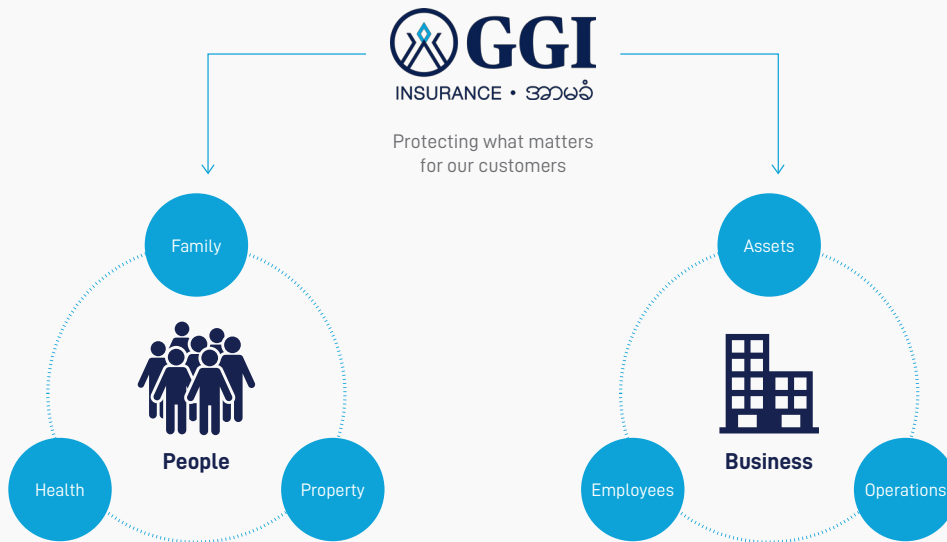 GGI
INSURANCE • အာမခံ
Protecting what matters
for our customers
Family
People
Health
Property
Assets
Business
Employees
Operations